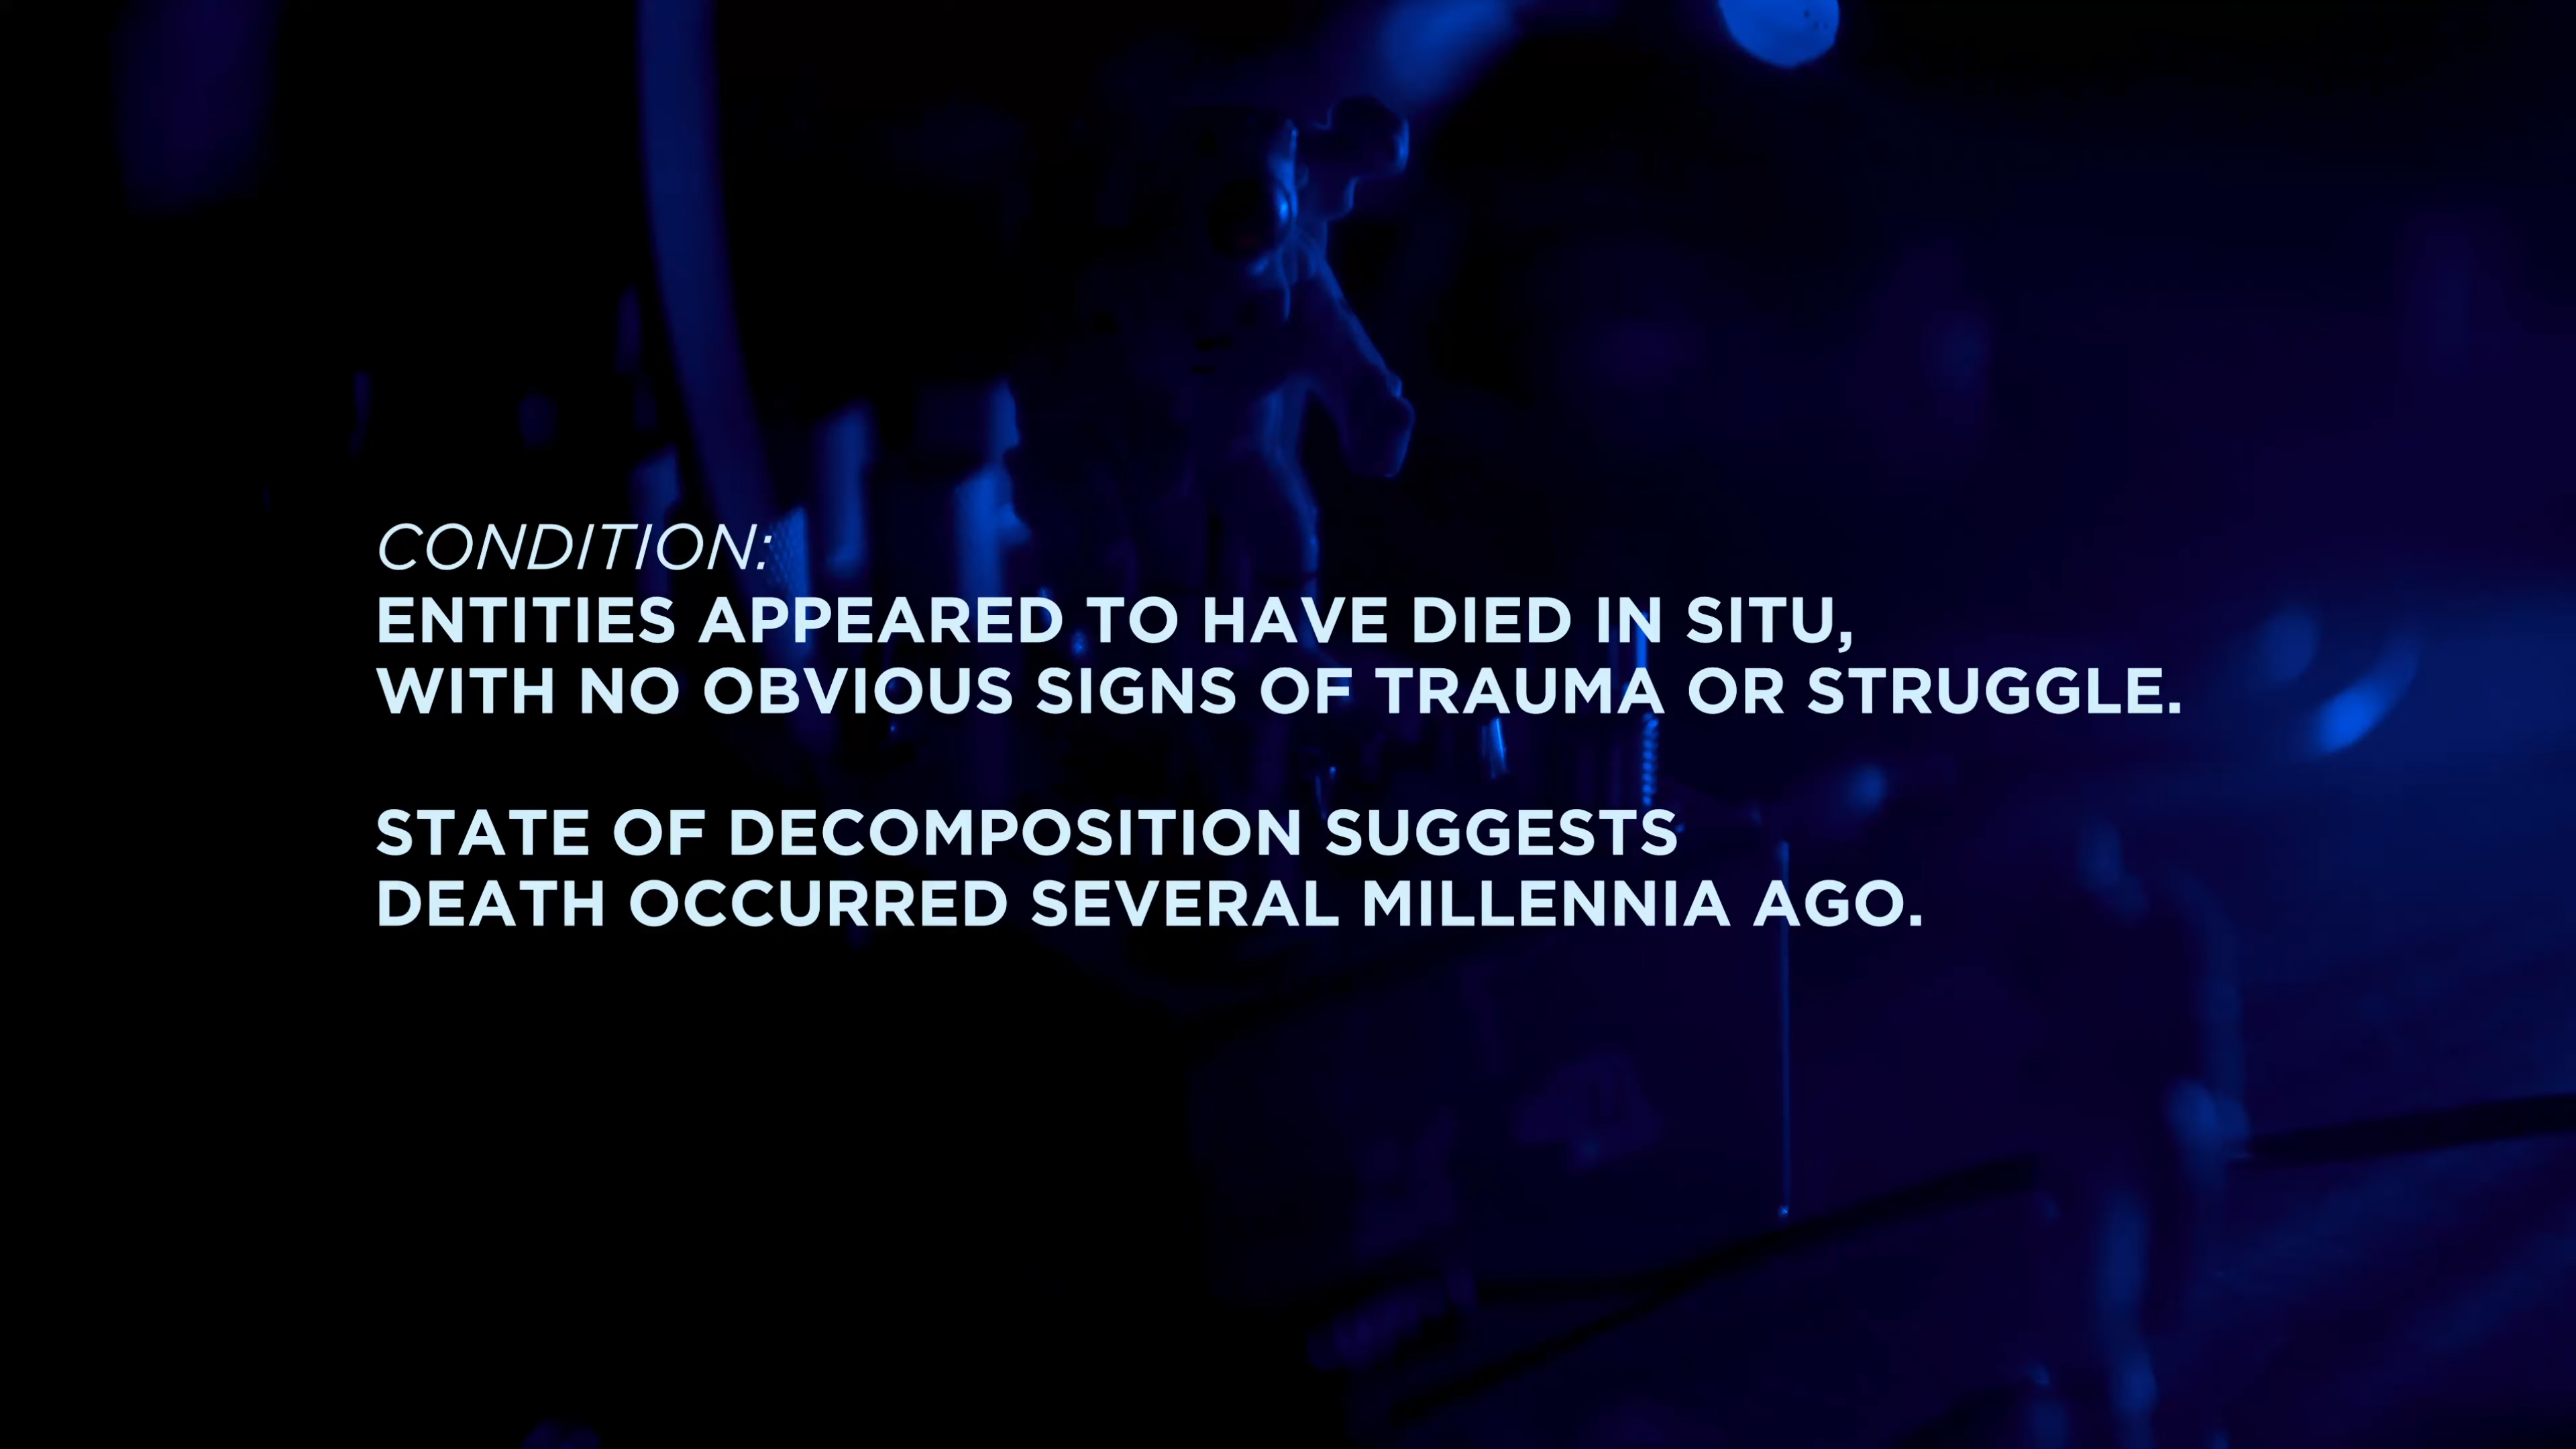 CONDITION:
ENTITIES APPEARED TO HAVE DIED IN SITU,
WITH NO OBVIOUS SIGNS OF TRAUMA OR STRUGGLE.
STATE OF DECOMPOSITION SUGGESTS
DEATH OCCURRED SEVERAL MILLENNIA AGO.